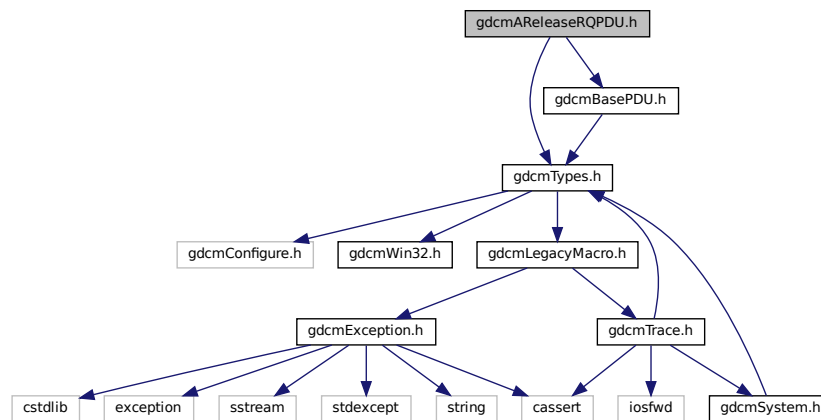 gdcmAReleaseRQPDU.h
gdcmBasePDU.h
gdcmTypes.h
gdcmConfigure.h
gdcmWin32.h
gdcmLegacyMacro.h
gdcmException.h
gdcmTrace.h
cstdlib
exception
sstream
stdexcept
string
cassert
iosfwd
gdcmSystem.h